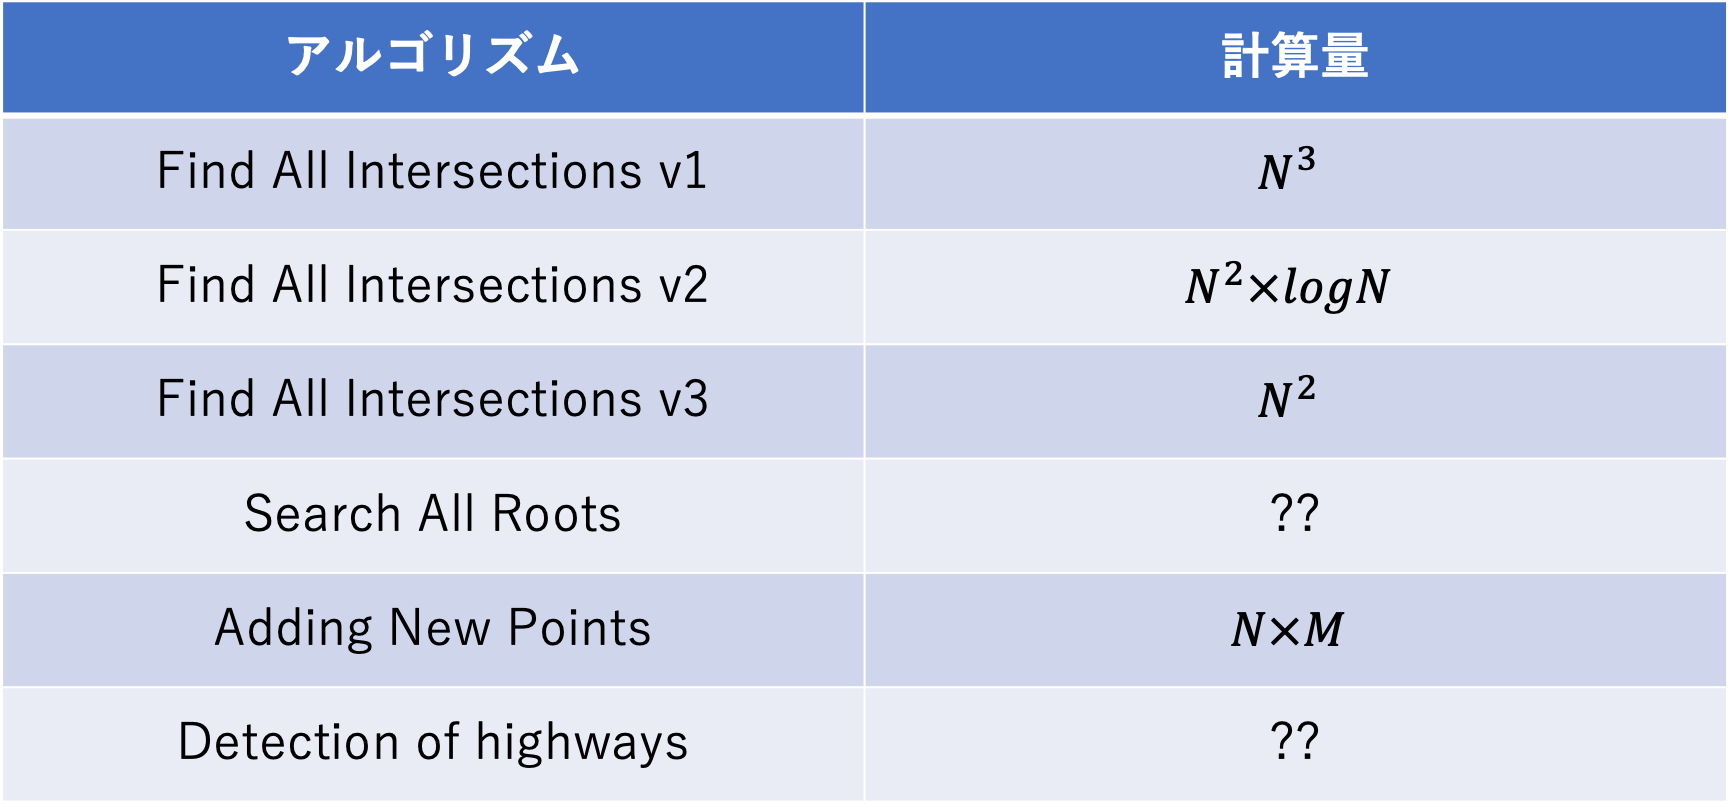 アルゴリズム 計算量
Find All Intersections v1 N³
Find All Intersections v2 N²×logN
Find All Intersections v3 N²
Search All Roots ??
Adding New Points N×M
Detection of highways ??